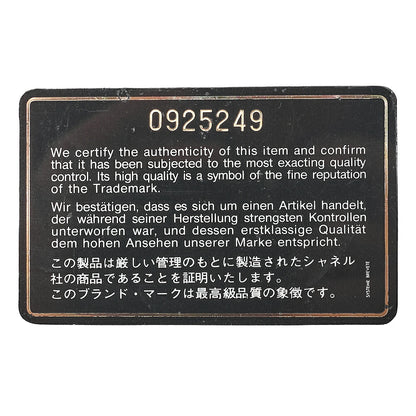 0925249
We certify the authenticity of this item and confirm
that it has been subjected to the most exacting quality
control. Its high quality is a symbol of the fine reputation
of the Trademark.
Wir bestätigen, dass es sich um einen Artikel handelt,
der während seiner Herstellung strengsten Kontrollen
unterworfen war, und dessen erstklassige Qualität
dem hohen Ansehen unserer Marke entspricht.
この製品は厳しい管理のもとに製造されたシャネル
社の商品であることを証明いたします。
このブランド・マークは最高級品質の象徴です。
SYSTEME BREVETE